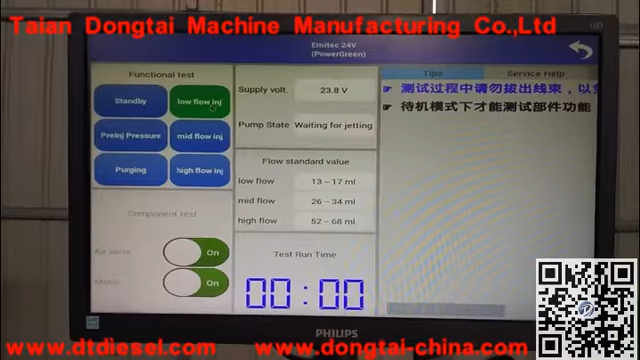 Taian Dongtai Machine Manufacturing Co.,Ltd
Emitec 24V
(PowerGreen)
Functional test
Standby
low flow inj
PreInj Pressure
mid flow inj
Purging
high flow inj
Component test
Air valve
On
On
Supply volt.
23.8 V
Pump State
Waiting for jetting
Flow standard value
low flow
13-17 ml
mid flow
26-34 ml
high flow
52-68 ml
Test Run Time
00:00
Tips
Service Help
☞ 测试过程中请勿拔出线束，以
☞ 待机模式下才能测试部件功能
PHILIPS
www.dtdiesel.com
www.dongtai-china.com